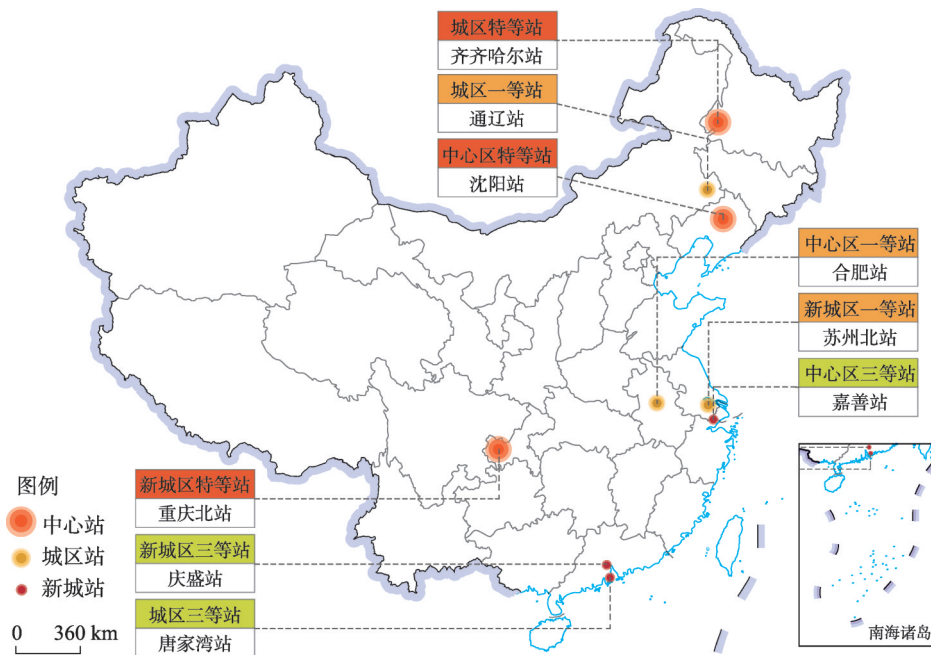 城区特等站
齐齐哈尔站
城区一等站
通辽站
中心区特等站
沈阳站
中心区一等站
合肥站
新城区一等站
苏州北站
中心区三等站
嘉善站
新城区特等站
重庆北站
新城区三等站
庆盛站
城区三等站
唐家湾站
图例
中心站
城区站
新城站
0 360 km
南海诸岛